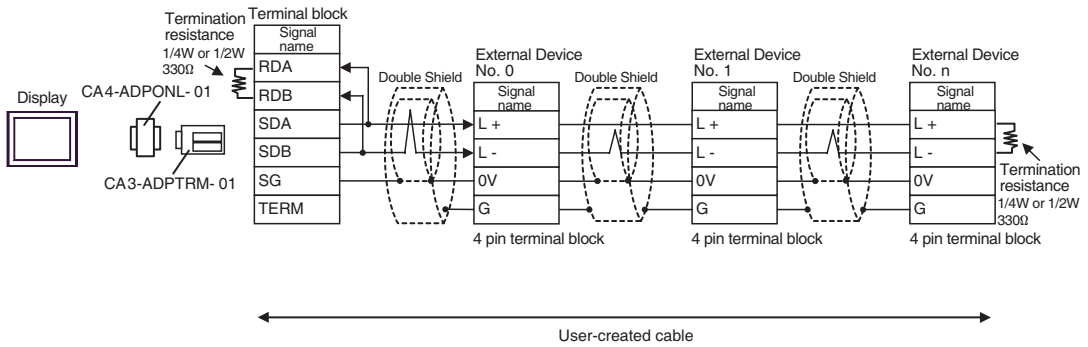 Display
CA4-ADPONL- 01
CA3-ADPTRM- 01
Termination
resistance
1/4W or 1/2W
330Ω
Terminal block
Signal
name
RDA
RDB
SDA
SDB
SG
TERM
Double Shield
External Device
No. 0
Signal
name
L +
L -
0V
G
4 pin terminal block
Double Shield
External Device
No. 1
Signal
name
L +
L -
0V
G
4 pin terminal block
Double Shield
External Device
No. n
Signal
name
L +
L -
0V
G
4 pin terminal block
Termination
resistance
1/4W or 1/2W
330Ω
User-created cable